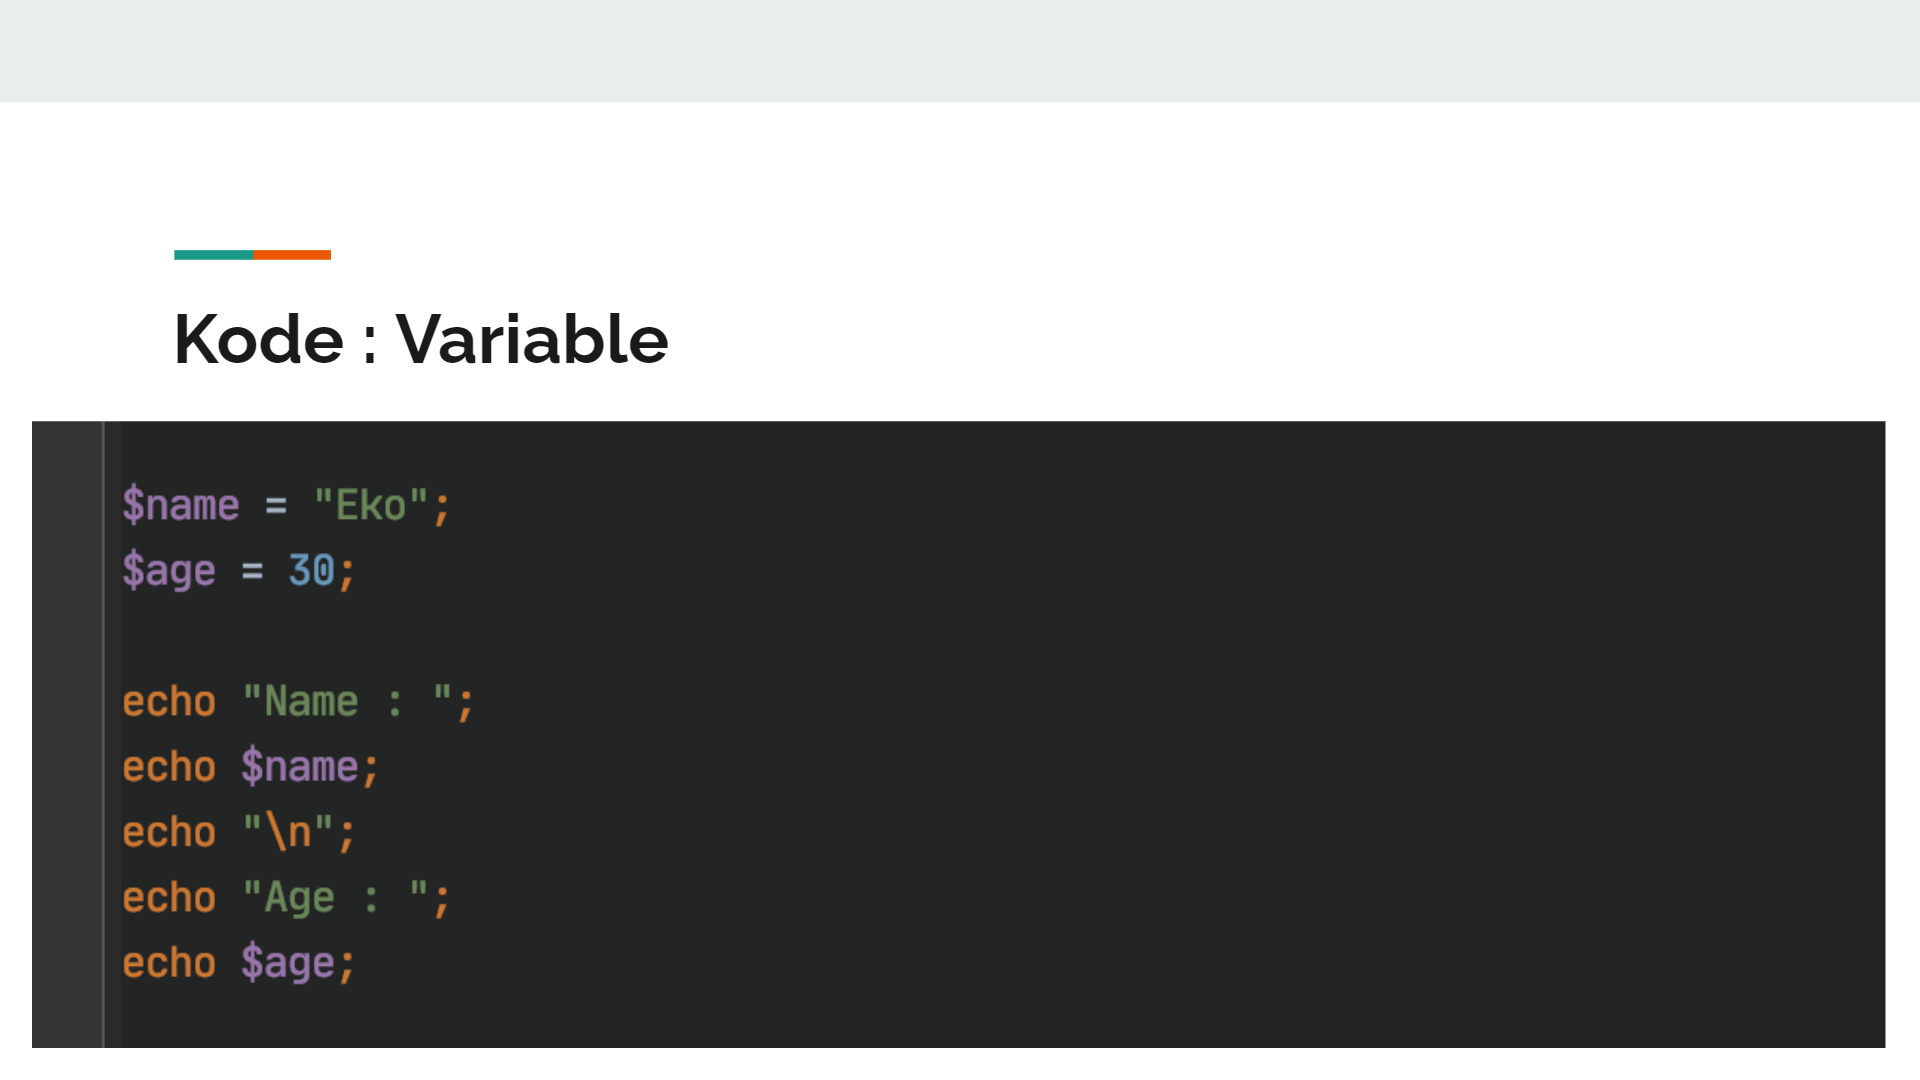 Kode : Variable
$name = "Eko";
$age = 30;
echo "Name : ";
echo $name;
echo "\n";
echo "Age : ";
echo $age;